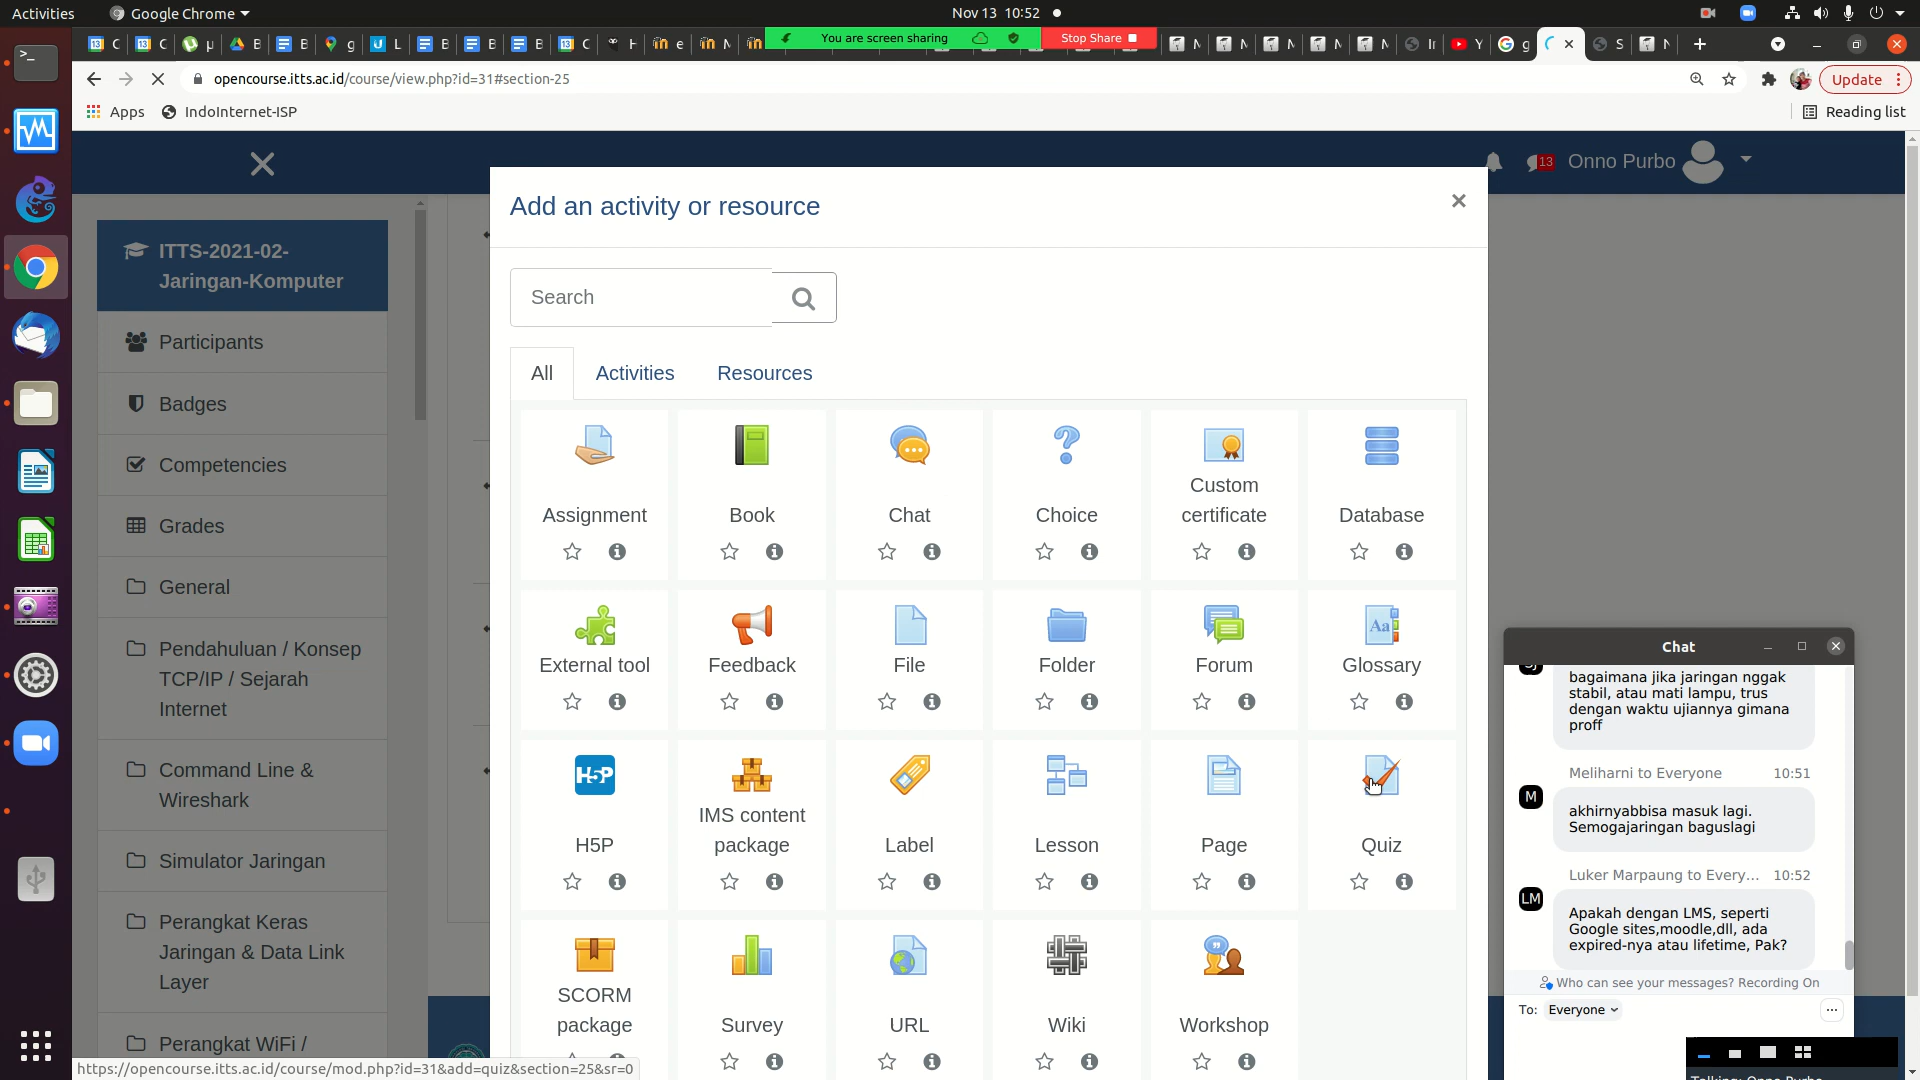 Activities
Google Chrome
Nov 13 10:52
You are screen sharing
Stop Share
opencourse.itts.ac.id/course/view.php?id=31#section-25
Update
Apps
IndoInternet-ISP
Reading list
13
Onno Purbo
Add an activity or resource
Search
All
Activities
Resources
ITTS-2021-02-
Jaringan-Komputer
Participants
Badges
Competencies
Grades
General
Pendahuluan / Konsep
TCP/IP / Sejarah
Internet
Command Line &
Wireshark
Simulator Jaringan
Perangkat Keras
Jaringan & Data Link
Layer
Perangkat WiFi /
Assignment
Book
Chat
Choice
Custom
certificate
Database
External tool
Feedback
File
Folder
Forum
Glossary
H5P
IMS content
package
Label
Lesson
Page
Quiz
SCORM
package
Survey
URL
Wiki
Workshop
Chat
bagaimana jika jaringan nggak
stabil, atau mati lampu, trus
dengan waktu ujiannya gimana
proff
Meliharni to Everyone 10:51
M
akhirnyabbisa masuk lagi.
Semogajaringan baguslagi
Luker Marpaung to Every... 10:52
LM
Apakah dengan LMS, seperti
Google sites,moodle,dll, ada
expired-nya atau lifetime, Pak?
Who can see your messages? Recording On
To: Everyone
https://opencourse.itts.ac.id/course/mod.php?id=31&add=quiz&section=25&sr=0